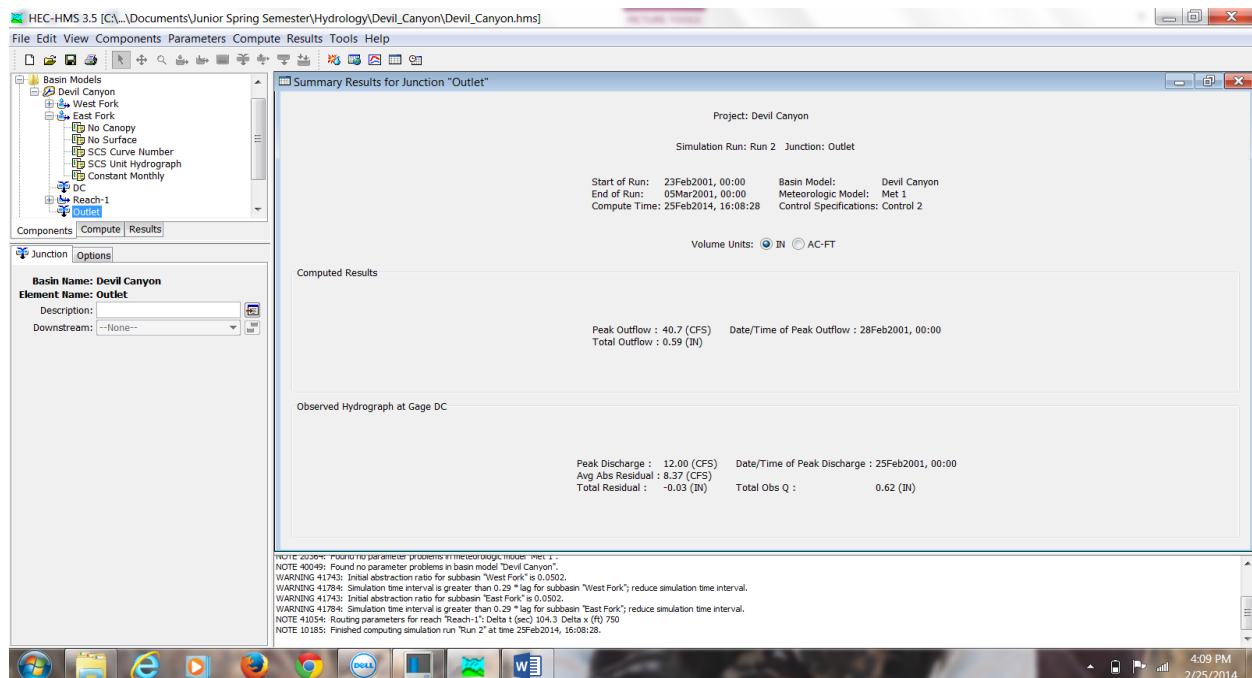 HEC-HMS 3.5 [C:\...\Documents\Junior Spring Semester\Hydrology\Devil_Canyon\Devil_Canyon.hms]
File Edit View Components Parameters Compute Results Tools Help
Basin Models
Devil Canyon
West Fork
East Fork
No Canopy
No Surface
SCS Curve Number
SCS Unit Hydrograph
Constant Monthly
DC
Reach-1
Outlet
Components Compute Results
Junction Options
Basin Name: Devil Canyon
Element Name: Outlet
Description:
Downstream: --None--
Summary Results for Junction "Outlet"
Project: Devil Canyon
Simulation Run: Run 2 Junction: Outlet
Start of Run: 23Feb2001, 00:00 Basin Model: Devil Canyon
End of Run: 05Mar2001, 00:00 Meteorologic Model: Met 1
Compute Time: 25Feb2014, 16:08:28 Control Specifications: Control 2
Volume Units: IN AC-FT
Computed Results
Peak Outflow : 40.7 (CFS) Date/Time of Peak Outflow : 28Feb2001, 00:00
Total Outflow : 0.59 (IN)
Observed Hydrograph at Gage DC
Peak Discharge : 12.00 (CFS) Date/Time of Peak Discharge : 25Feb2001, 00:00
Avg Abs Residual : 8.37 (CFS)
Total Residual : -0.03 (IN) Total Obs Q : 0.62 (IN)
NOTE 20364: Found no parameter problems in meteorologic model "Met 1".
NOTE 40049: Found no parameter problems in basin model "Devil Canyon".
WARNING 41743: Initial abstraction ratio for subbasin "West Fork" is 0.0502.
WARNING 41784: Simulation time interval is greater than 0.29 * lag for subbasin "West Fork"; reduce simulation time interval.
WARNING 41743: Initial abstraction ratio for subbasin "East Fork" is 0.0502.
WARNING 41784: Simulation time interval is greater than 0.29 * lag for subbasin "East Fork"; reduce simulation time interval.
NOTE 41054: Routing parameters for reach "Reach-1": Delta t (sec) 104.3 Delta x (ft) 750
NOTE 10185: Finished computing simulation run "Run 2" at time 25Feb2014, 16:08:28.
DELL
4:09 PM
2/25/2014